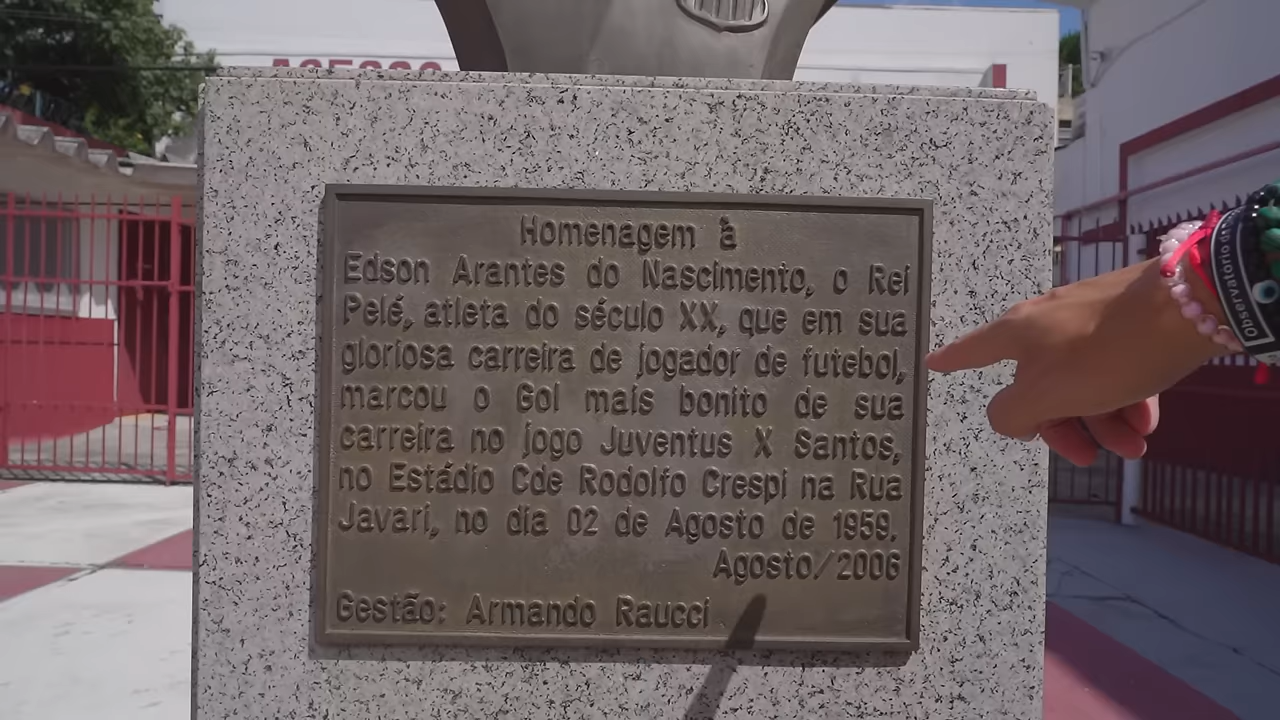 ACESSO
Homenagem à
Edson Arantes do Nascimento, o Rei
Pelé, atleta do século XX, que em sua
gloriosa carreira de jogador de futebol,
marcou o Gol mais bonito de sua
carreira no jogo Juventus X Santos,
no Estádio Cde Rodolfo Crespi na Rua
Javari, no dia 02 de Agosto de 1959.
Agosto/2006
Gestão: Armando Raucci